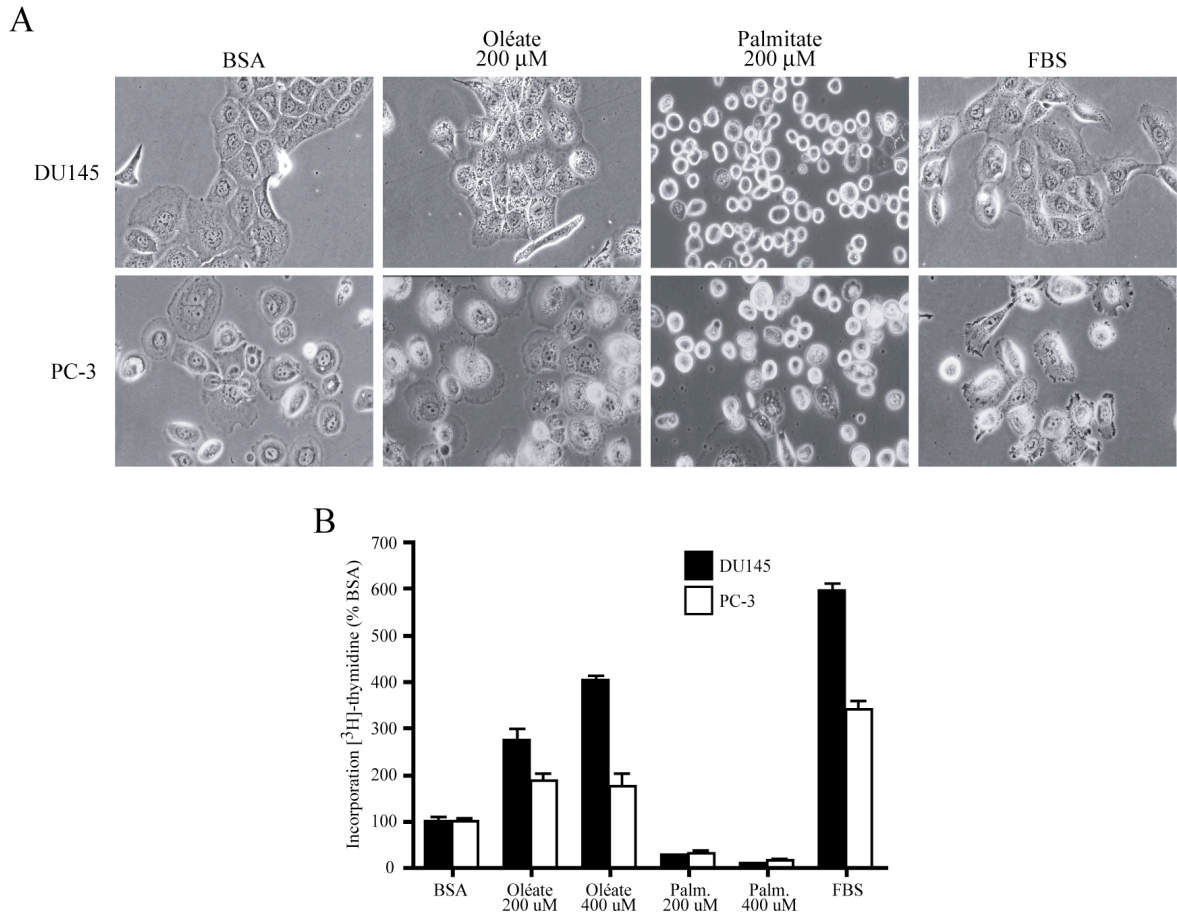 A
BSA
Oléate
200 µM
Palmitate
200 µM
FBS
DU145
PC-3
B
Incorporation [³H]-thymidine (% BSA)
700
600
500
400
300
200
100
0
DU145
PC-3
BSA
Oléate
200 uM
Oléate
400 uM
Palm.
200 uM
Palm.
400 uM
FBS